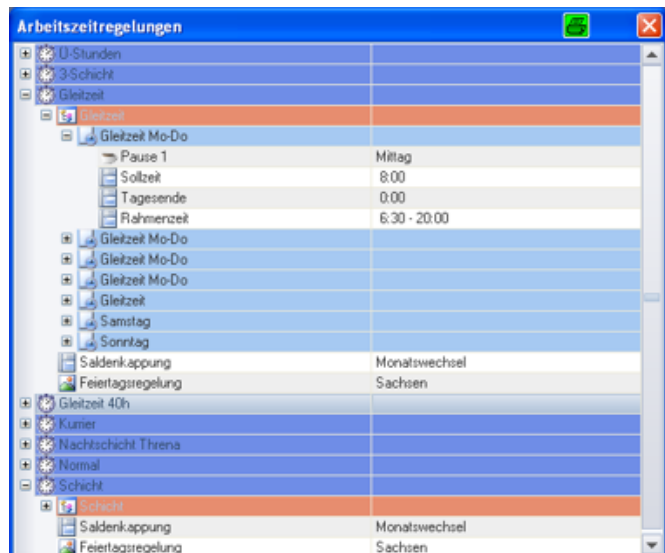 Arbeitszeitregelungen
Ü-Stunden
3-Schicht
Gleitzeit
Gleitzeit
Gleitzeit Mo-Do
Pause 1 Mittag
Sollzeit 8:00
Tagesende 0:00
Rahmenzeit 6:30 - 20:00
Gleitzeit Mo-Do
Gleitzeit Mo-Do
Gleitzeit Mo-Do
Gleitzeit
Samstag
Sonntag
Saldenkappung Monatswechsel
Feiertagsregelung Sachsen
Gleitzeit 40h
Kurrier
Nachtschicht Threna
Normal
Schicht
Schicht
Saldenkappung Monatswechsel
Feiertagsregelung Sachsen